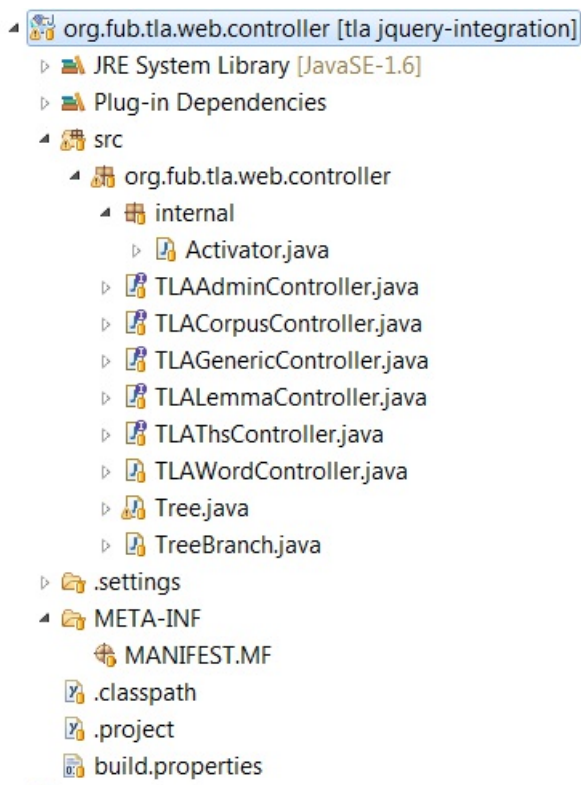 org.fub.tla.web.controller [tla jquery-integration]
JRE System Library [JavaSE-1.6]
Plug-in Dependencies
src
org.fub.tla.web.controller
internal
Activator.java
TLAAdminController.java
TLACorpusController.java
TLAGenericController.java
TLALemmaController.java
TLAThsController.java
TLAWordController.java
Tree.java
TreeBranch.java
.settings
META-INF
MANIFEST.MF
.classpath
.project
build.properties